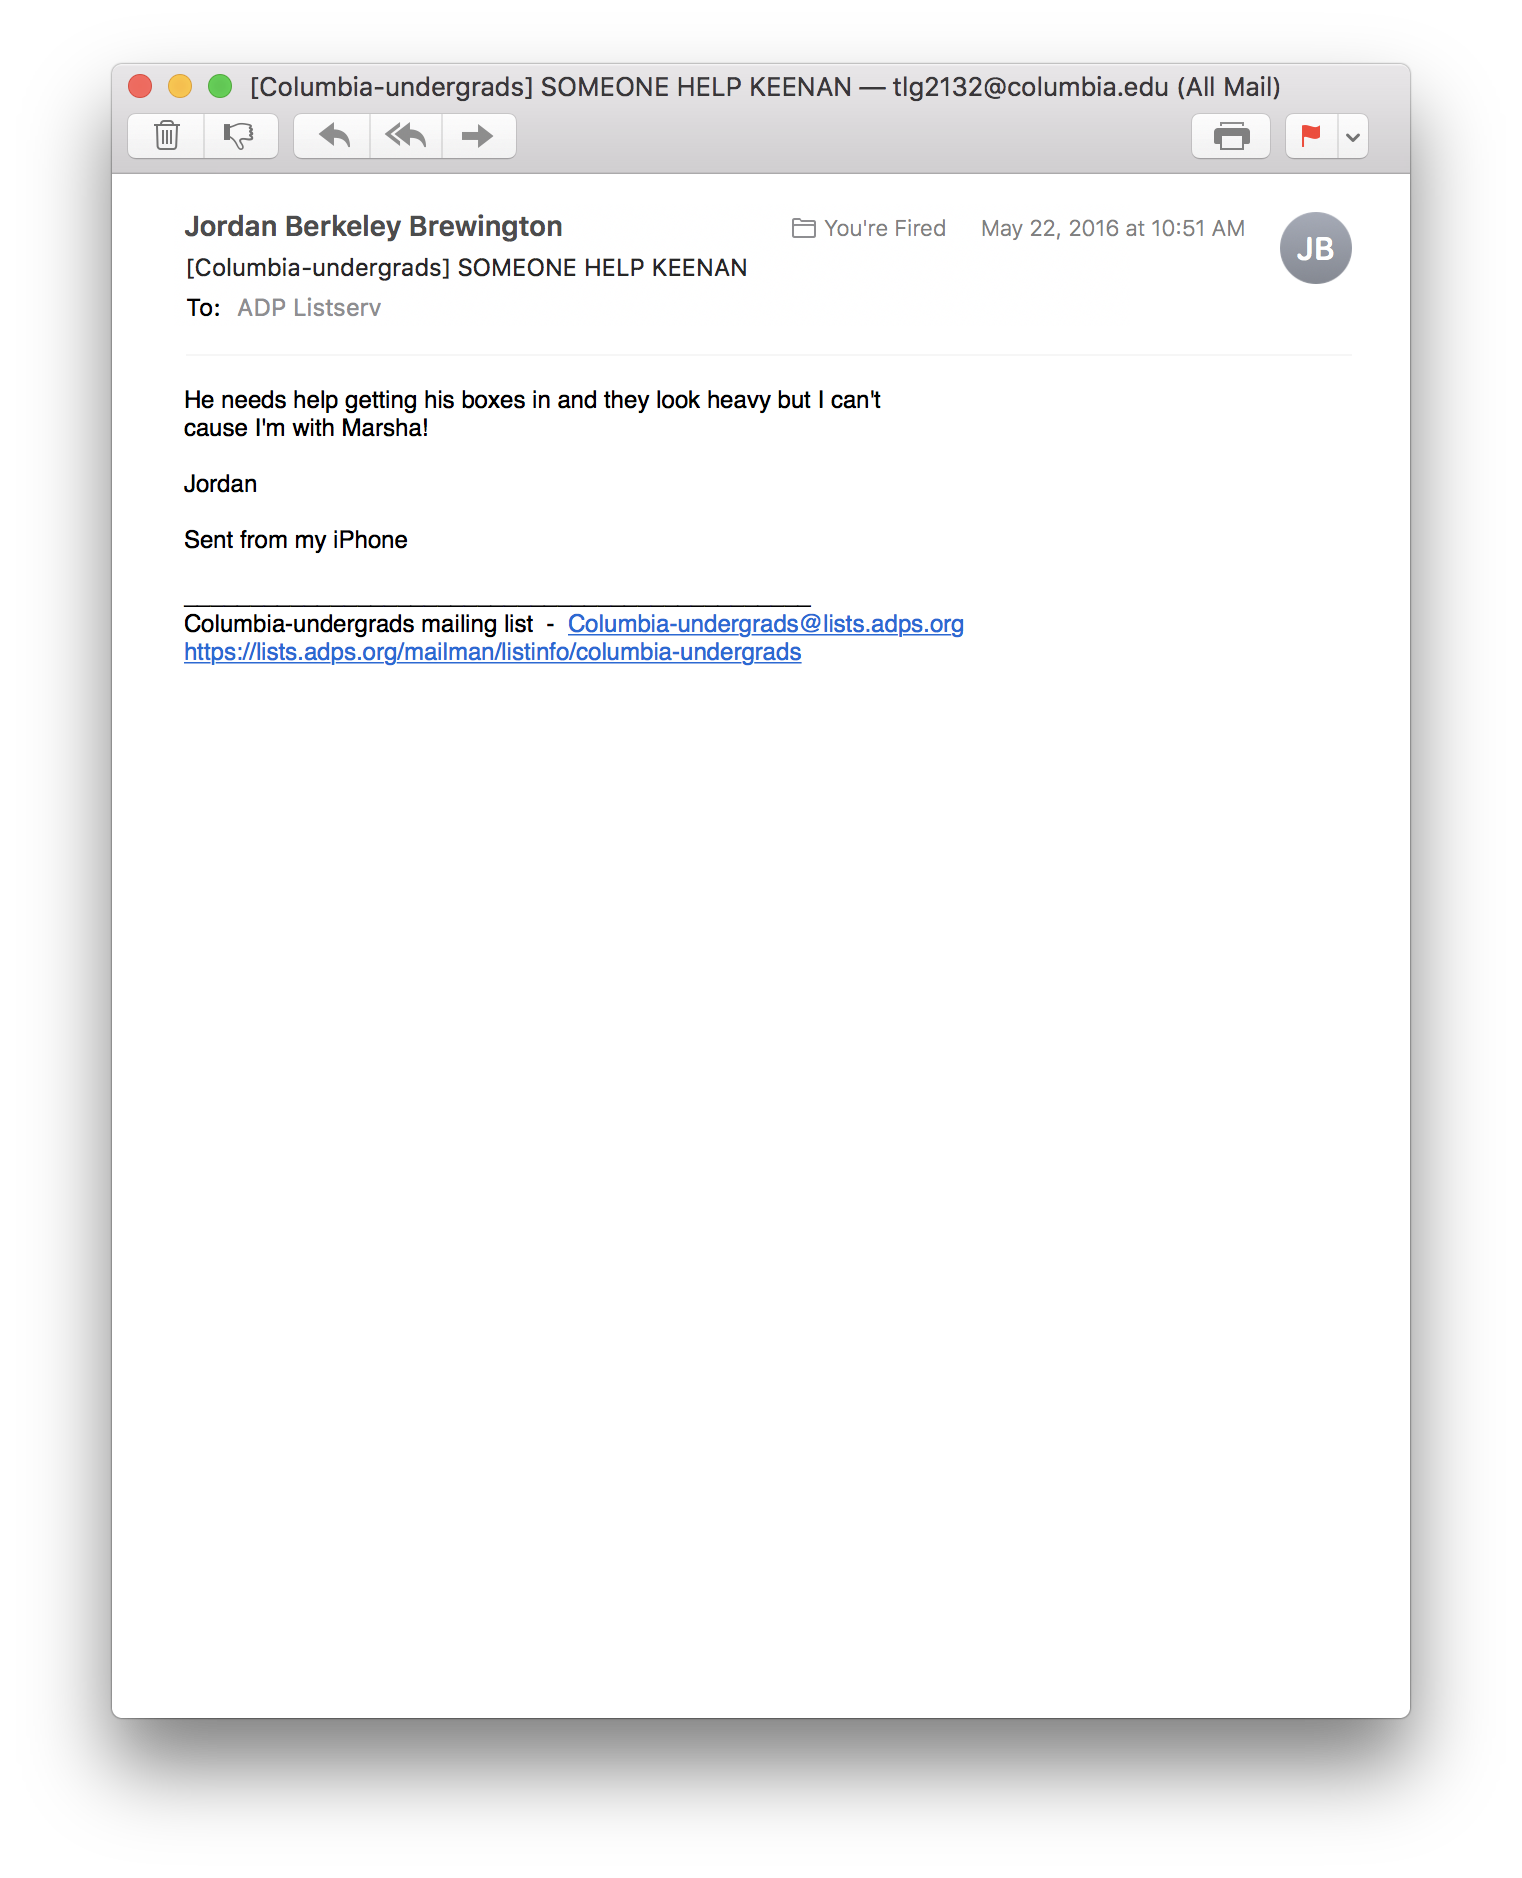 [Columbia-undergrads] SOMEONE HELP KEENAN — tlg2132@columbia.edu (All Mail)
Jordan Berkeley Brewington You're Fired May 22, 2016 at 10:51 AM
JB
[Columbia-undergrads] SOMEONE HELP KEENAN
To: ADP Listserv
He needs help getting his boxes in and they look heavy but I can't
cause I'm with Marsha!
Jordan
Sent from my iPhone
_______________________________________________
Columbia-undergrads mailing list - Columbia-undergrads@lists.adps.org
https://lists.adps.org/mailman/listinfo/columbia-undergrads